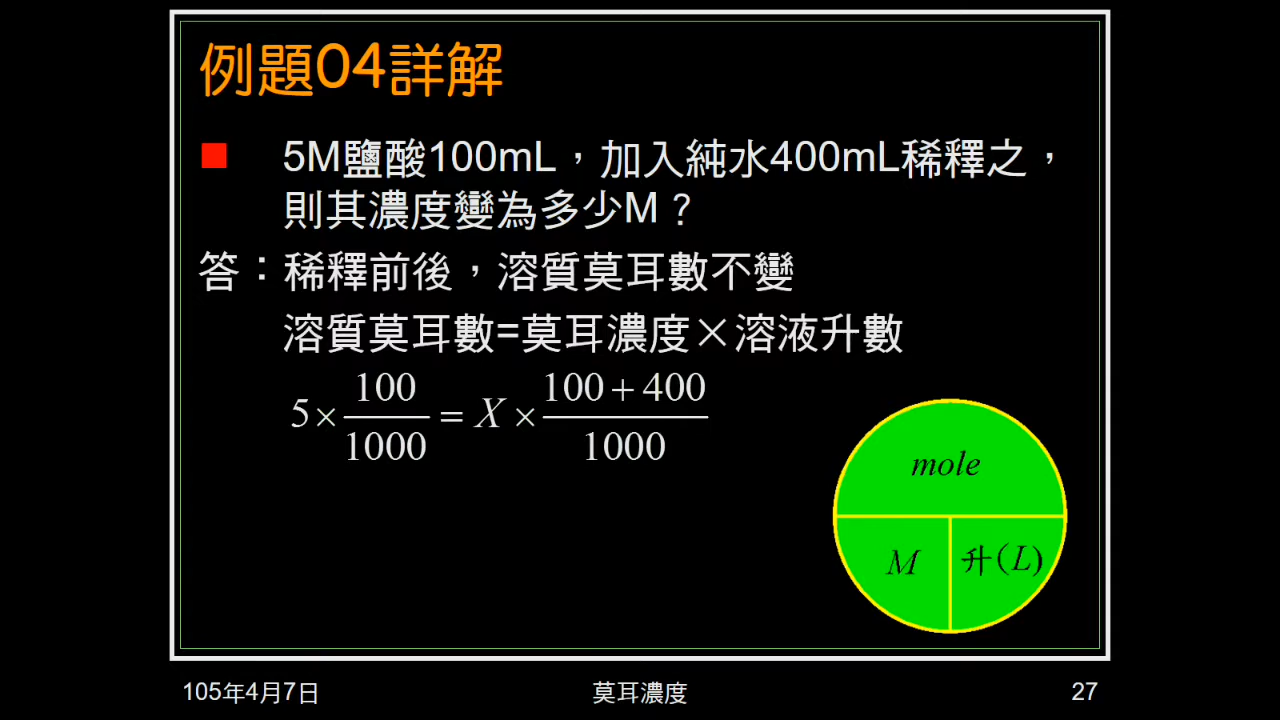 例題04詳解
5M鹽酸100mL，加入純水400mL稀釋之，
則其濃度變為多少M？
答：稀釋前後，溶質莫耳數不變
溶質莫耳數=莫耳濃度×溶液升數
5 × 100/1000 = X × (100 + 400)/1000
mole
M 升(L)
105年4月7日 莫耳濃度 27